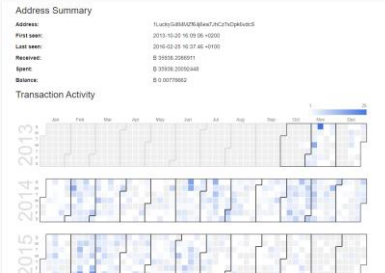 Address Summary
Address:
First seen: 2013-10-20 16:09:06 +0200
Last seen: 2016-02-25 16:37:46 +0100
Received:
Spent:
Balance: B 0.00776662
Transaction Activity
1 25
Jan Feb Mar Apr May Jun Jul Aug Sep Oct Nov Dec
2013
2014
2015